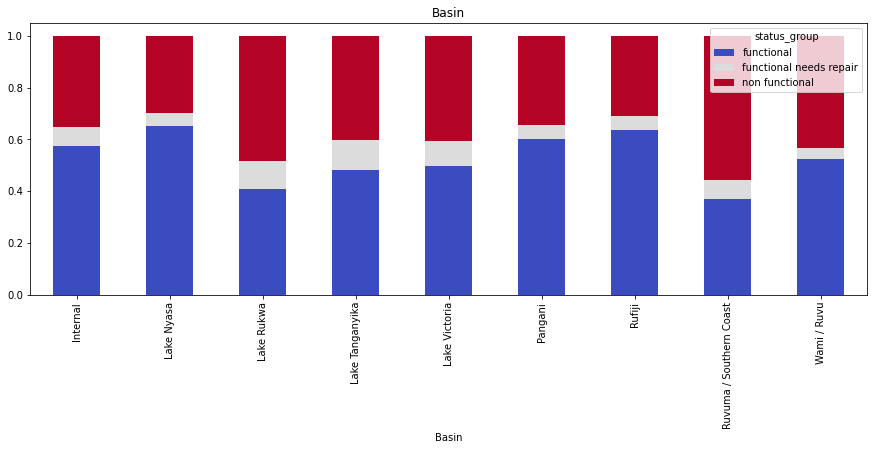 Basin
status_group
functional
functional needs repair
non functional
1.0
0.8
0.6
0.4
0.2
0.0
Internal
Lake Nyasa
Lake Rukwa
Lake Tanganyika
Lake Victoria
Pangani
Rufiji
Ruvuma / Southern Coast
Wami / Ruvu
Basin